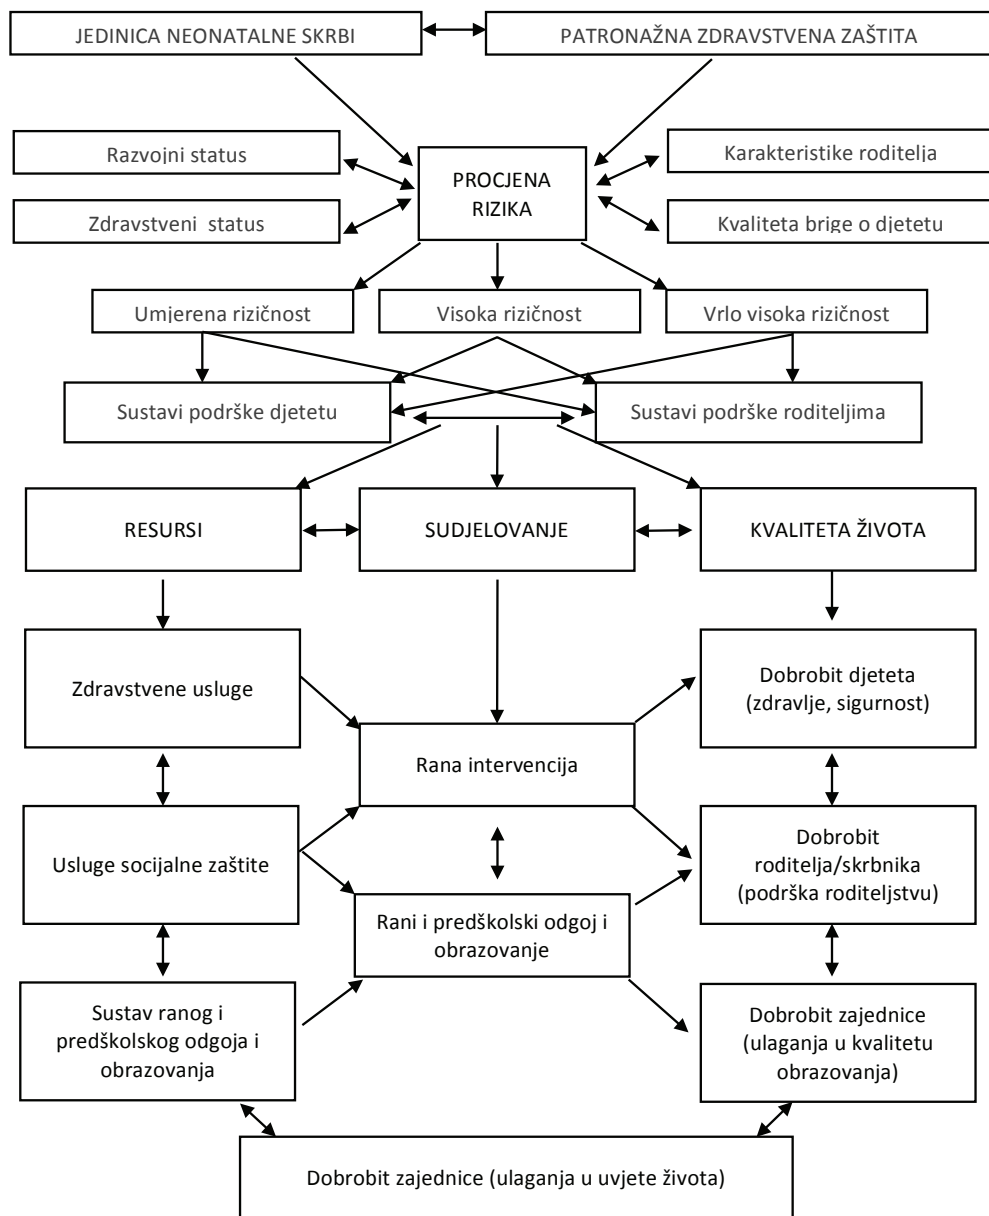 JEDINICA NEONATALNE SKRBI
PATRONAŽNA ZDRAVSTVENA ZAŠTITA
Razvojni status
Karakteristike roditelja
PROCJENA
RIZIKA
Zdravstveni status
Kvaliteta brige o djetetu
Umjerena rizičnost
Visoka rizičnost
Vrlo visoka rizičnost
Sustavi podrške djetetu
Sustavi podrške roditeljima
RESURSI
SUDJELOVANJE
KVALITETA ŽIVOTA
Zdravstvene usluge
Dobrobit djeteta
(zdravlje, sigurnost)
Rana intervencija
Usluge socijalne zaštite
Dobrobit
roditelja/skrbnika
(podrška roditeljstvu)
Rani i predškolski odgoj i
obrazovanje
Sustav ranog i
predškolskog odgoja i
obrazovanja
Dobrobit zajednice
(ulaganja u kvalitetu
obrazovanja)
Dobrobit zajednice (ulaganja u uvjete života)